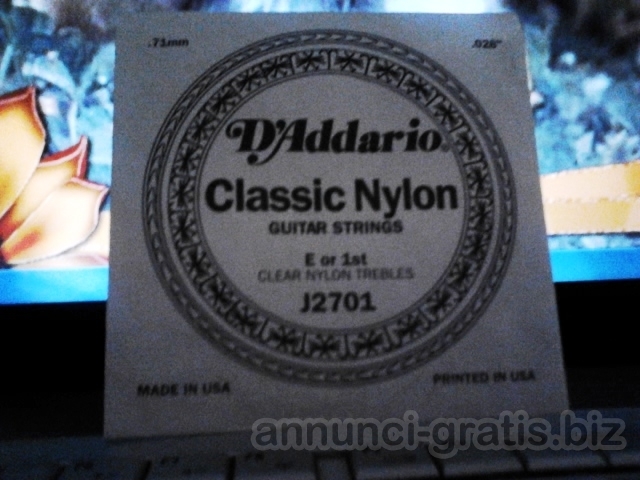 .71mm
.028"
D'Addario®
Classic Nylon
GUITAR STRINGS
E or 1st
CLEAR NYLON TREBLES
J2701
MADE IN USA
PRINTED IN USA
annunci-gratis.biz
F7